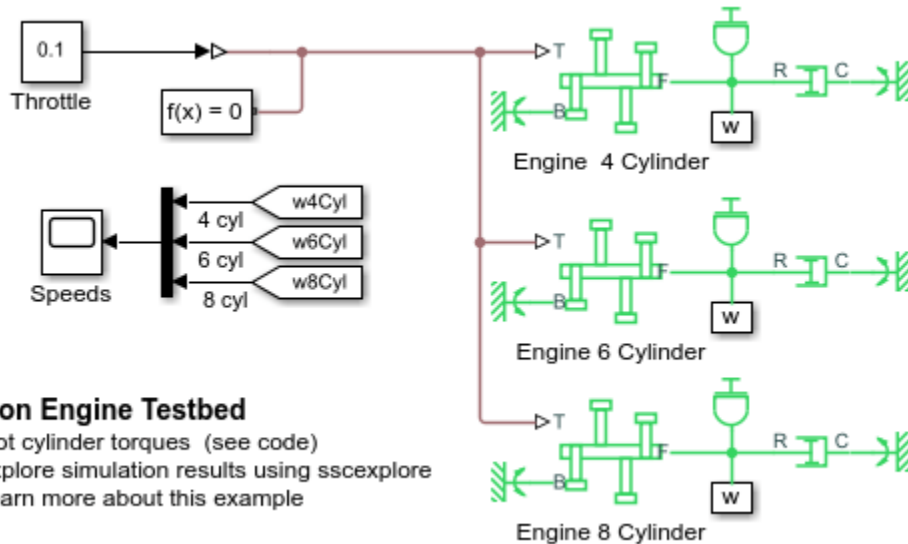 0.1
Throttle
f(x) = 0
T
F
B
R
C
w
Engine 4 Cylinder
w4Cyl
4 cyl
w6Cyl
6 cyl
w8Cyl
8 cyl
Speeds
T
F
B
R
C
w
Engine 6 Cylinder
T
F
B
R
C
w
Engine 8 Cylinder
on Engine Testbed
ot cylinder torques (see code)
xplore simulation results using sscexplore
arn more about this example